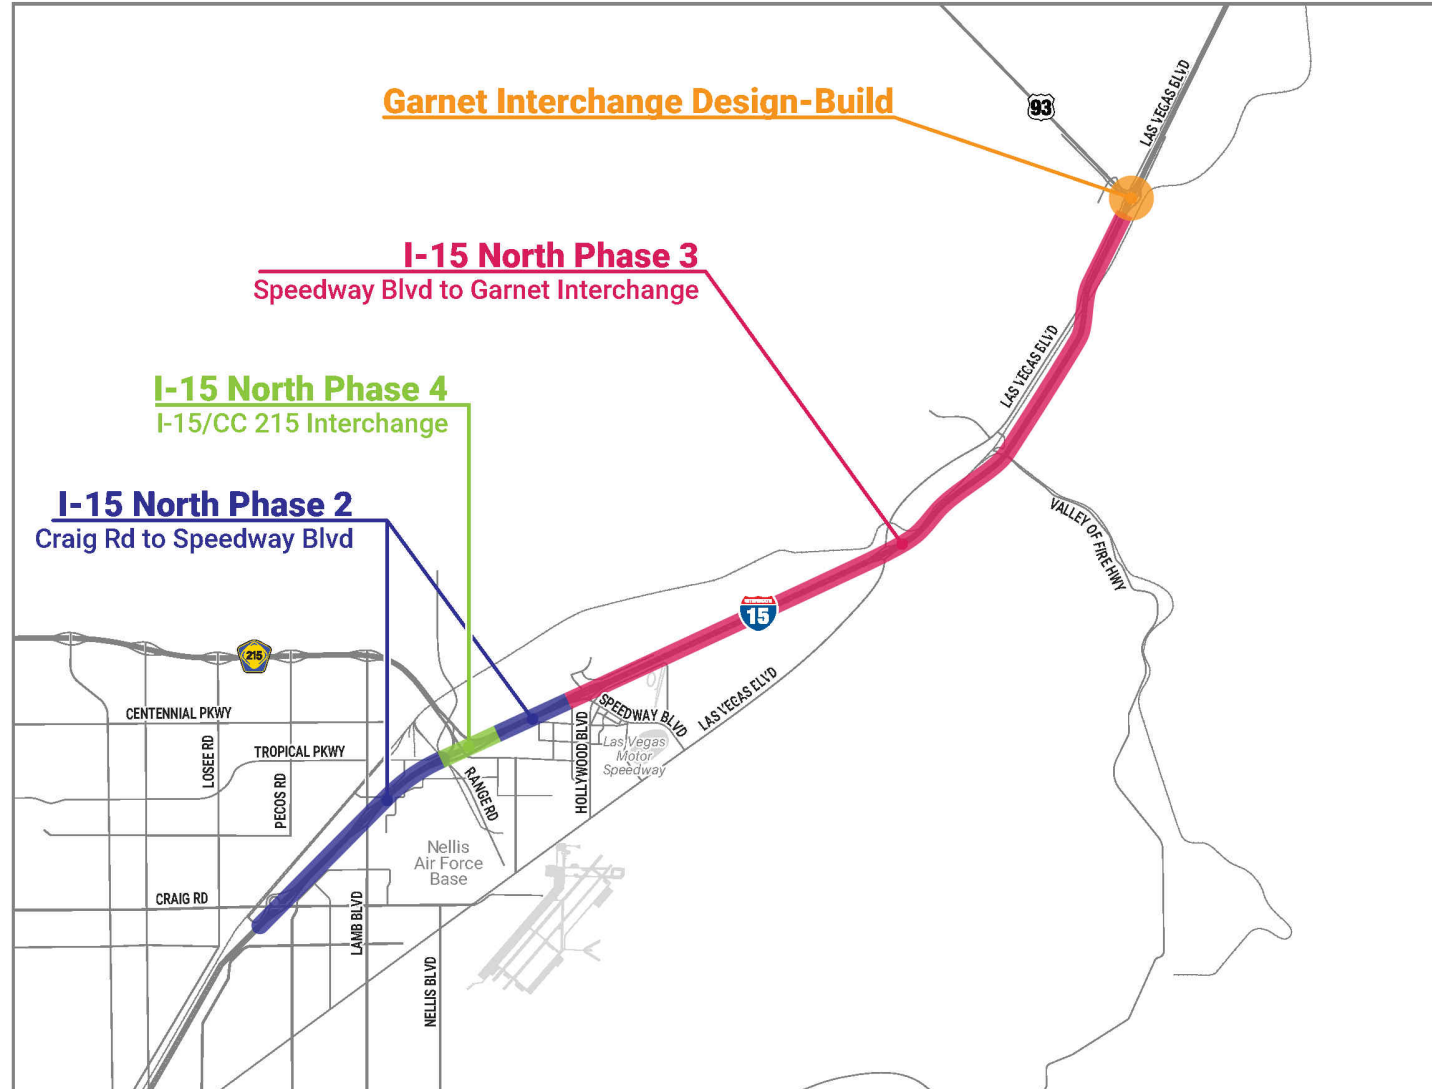 LAS VEGAS BLVD
Garnet Interchange Design-Build
93
I-15 North Phase 3
Speedway Blvd to Garnet Interchange
LAS VEGAS BLVD
I-15 North Phase 4
I-15/CC 215 Interchange
I-15 North Phase 2
Craig Rd to Speedway Blvd
VALLEY OF FIRE HWY
INTERSTATE
15
215
LAS VEGAS BLVD
SPEEDWAY BLVD
CENTENNIAL PKWY
HOLLYWOOD BLVD
Las Vegas
Motor
Speedway
LOSEE RD
TROPICAL PKWY
PECOS RD
RANGE RD
Nellis
Air Force
Base
CRAIG RD
LAMB BLVD
NELLIS BLVD